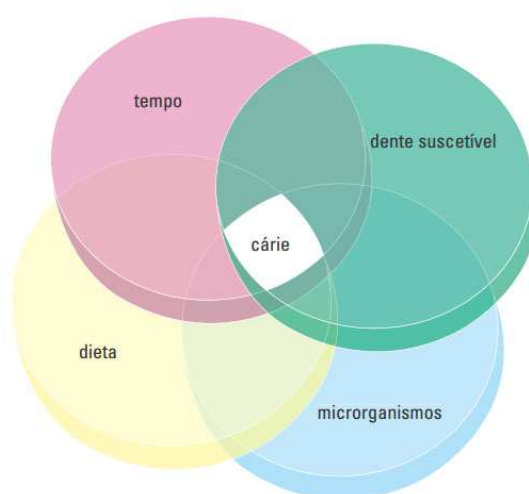 tempo
dente suscetível
cárie
dieta
microrganismos